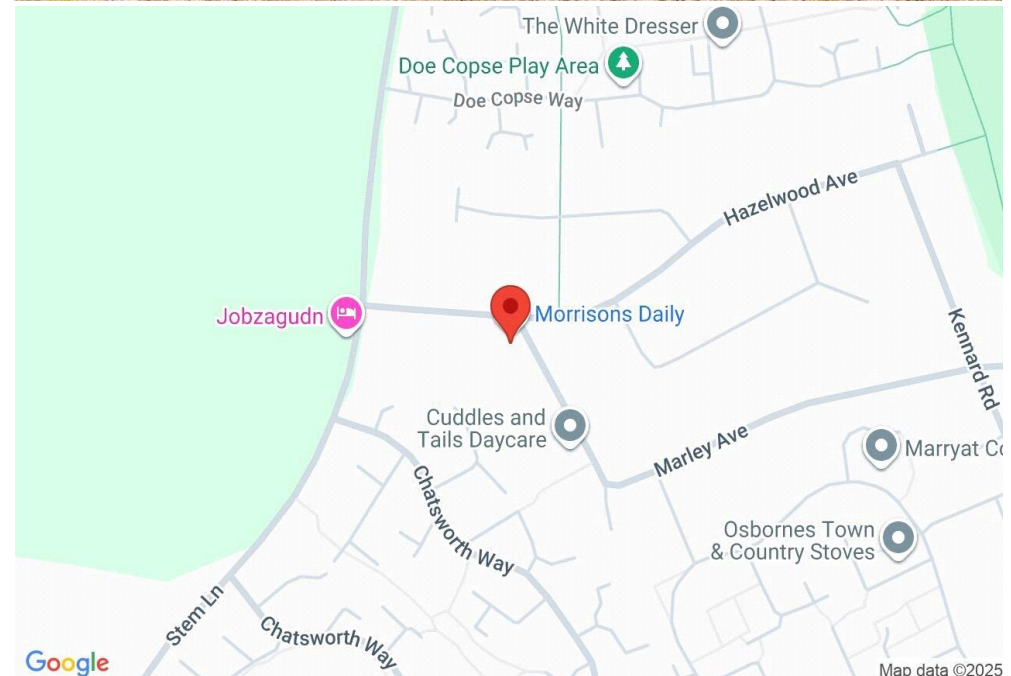 The White Dresser
Doe Copse Play Area
Doe Copse Way
Hazelwood Ave
Jobzagudn
Morrisons Daily
Kennard Rd
Cuddles and
Tails Daycare
Marley Ave
Marryat Co
Chatsworth Way
Osbornes Town
& Country Stoves
Stem Ln
Chatsworth Way
Google
Map data ©2025